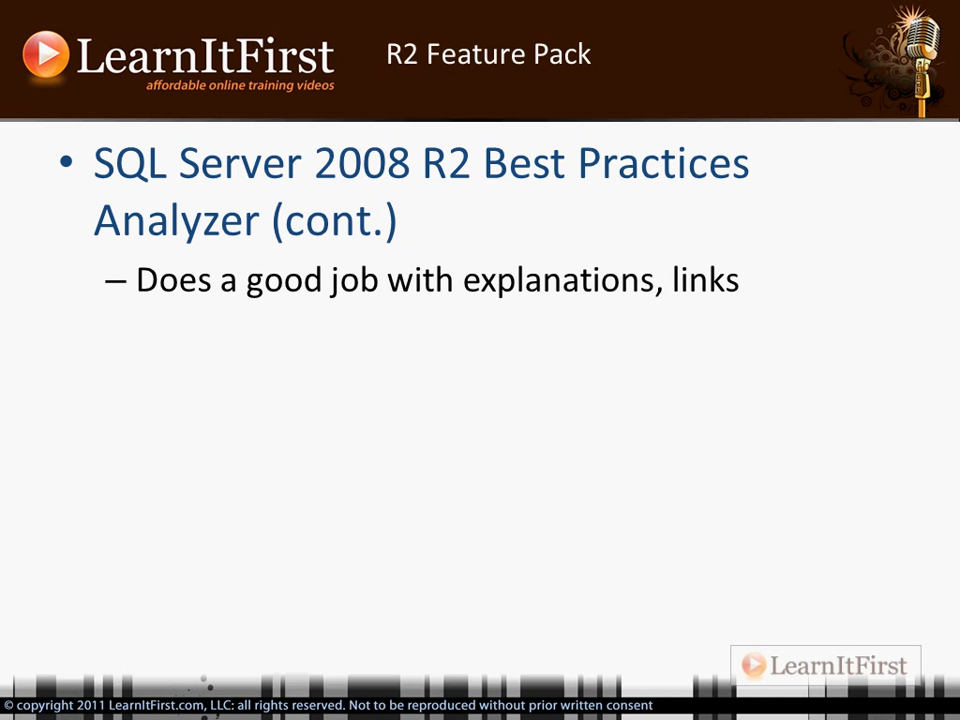 LearnItFirst
affordable online training videos
R2 Feature Pack
• SQL Server 2008 R2 Best Practices
Analyzer (cont.)
– Does a good job with explanations, links
LearnItFirst
© copyright 2011 LearnItFirst.com, LLC: all rights reserved. Not to be reproduced without prior written consent